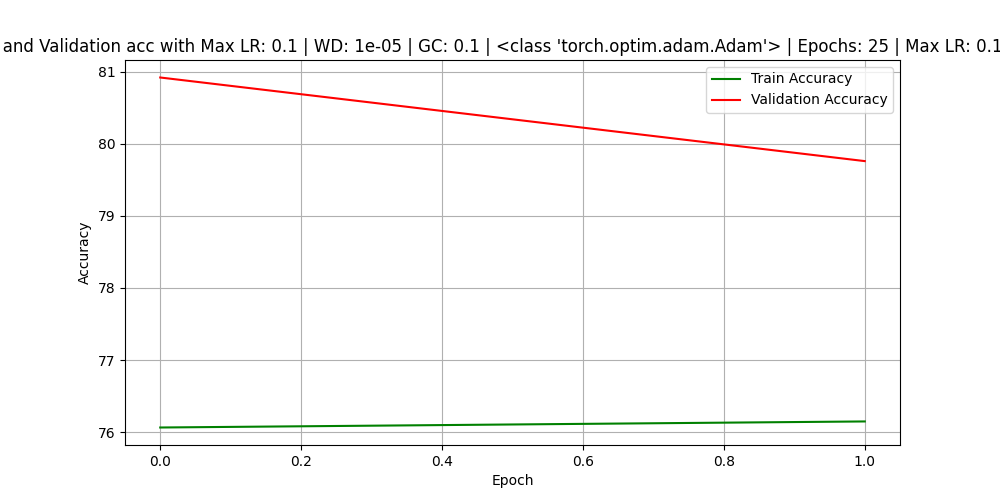 and Validation acc with Max LR: 0.1 | WD: 1e-05 | GC: 0.1 | <class 'torch.optim.adam.Adam'> | Epochs: 25 | Max LR: 0.1
Train Accuracy
Validation Accuracy
81
80
79
78
77
76
Accuracy
0.0 0.2 0.4 0.6 0.8 1.0
Epoch